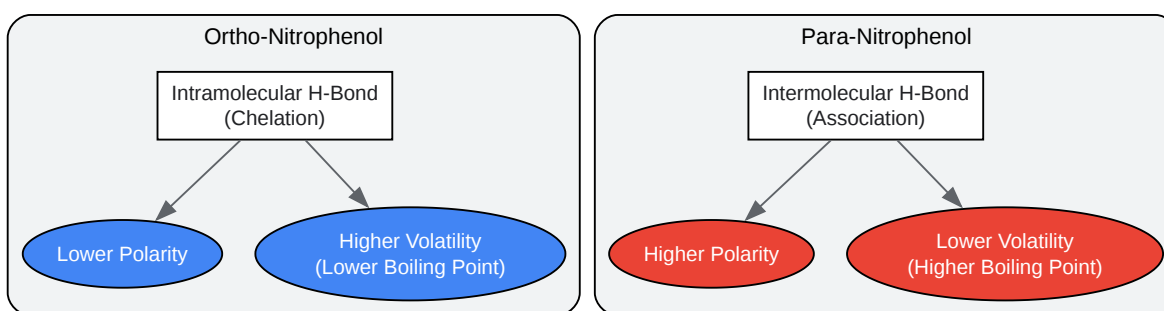 Ortho-Nitrophenol
Intramolecular H-Bond
(Chelation)
Lower Polarity
Higher Volatility
(Lower Boiling Point)
Para-Nitrophenol
Intermolecular H-Bond
(Association)
Higher Polarity
Lower Volatility
(Higher Boiling Point)